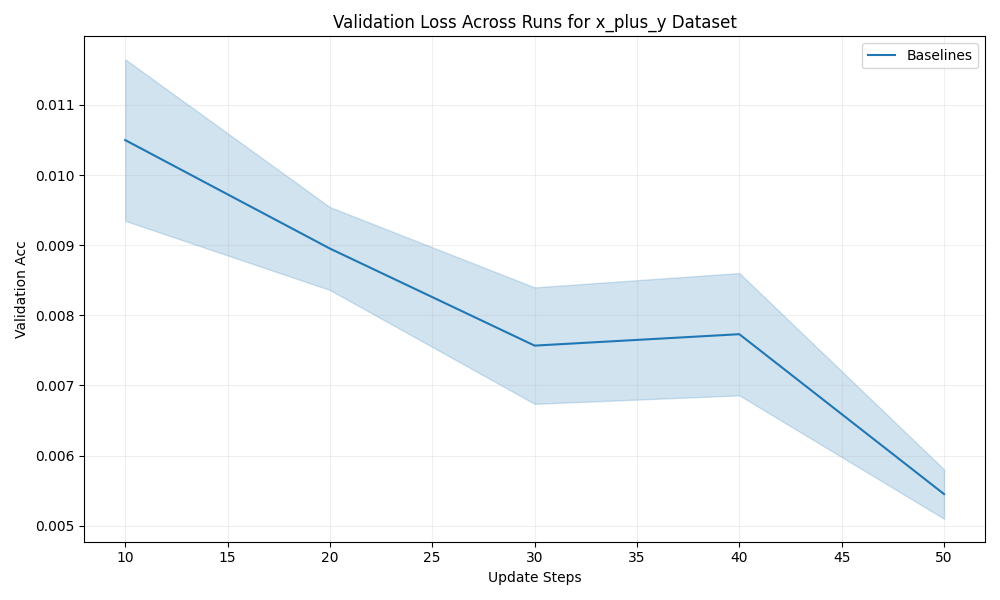 Validation Loss Across Runs for x_plus_y Dataset
Baselines
Validation Acc
0.011
0.010
0.009
0.008
0.007
0.006
0.005
10 15 20 25 30 35 40 45 50
Update Steps